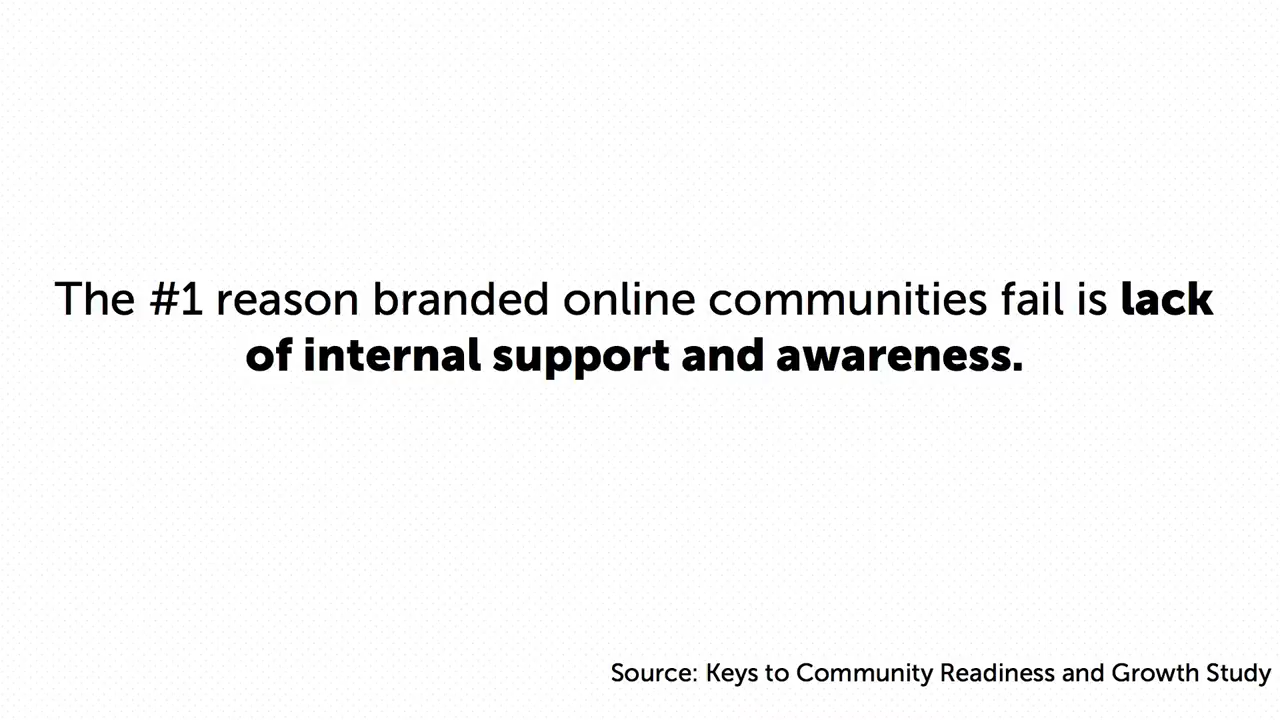 The #1 reason branded online communities fail is lack
of internal support and awareness.
Source: Keys to Community Readiness and Growth Study